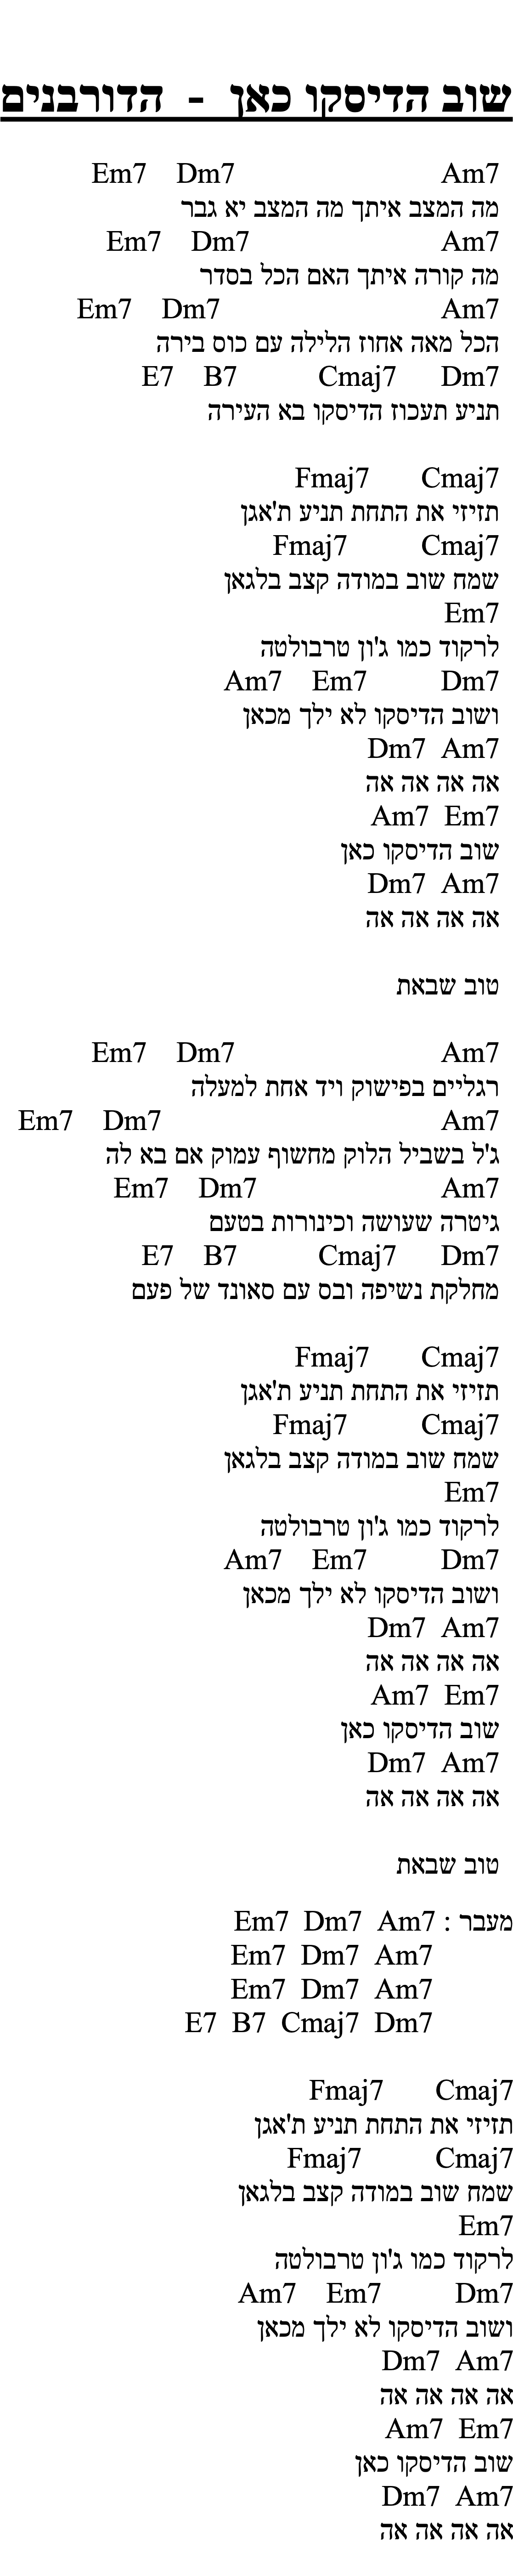 שוב הדיסקו כאן - הדורבנים
Am7 Dm7 Em7
מה המצב איתך מה המצב יא גבר
Am7 Dm7 Em7
מה קורה איתך האם הכל בסדר
Am7 Dm7 Em7
הכל מאה אחוז הלילה עם כוס בירה
Dm7 Cmaj7 B7 E7
תניע תעכוז הדיסקו בא העירה
Cmaj7 Fmaj7
תזיזי את התחת תניע ת'אגן
Cmaj7 Fmaj7
שמח שוב במודה קצב בלגאן
Em7
לרקוד כמו ג'ון טרבולטה
Dm7 Em7 Am7
ושוב הדיסקו לא ילך מכאן
Am7 Dm7
אה אה אה אה
Em7 Am7
שוב הדיסקו כאן
Am7 Dm7
אה אה אה אה
טוב שבאת
Am7 Dm7 Em7
רגליים בפישוק ויד אחת למעלה
Am7 Dm7 Em7
ג'ל בשביל הלוק מחשוף עמוק אם בא לה
Am7 Dm7 Em7
גיטרה שעושה וכינורות בטעם
Dm7 Cmaj7 B7 E7
מחלקת נשיפה ובס עם סאונד של פעם
Cmaj7 Fmaj7
תזיזי את התחת תניע ת'אגן
Cmaj7 Fmaj7
שמח שוב במודה קצב בלגאן
Em7
לרקוד כמו ג'ון טרבולטה
Dm7 Em7 Am7
ושוב הדיסקו לא ילך מכאן
Am7 Dm7
אה אה אה אה
Em7 Am7
שוב הדיסקו כאן
Am7 Dm7
אה אה אה אה
טוב שבאת
מעבר : Am7 Dm7 Em7
Am7 Dm7 Em7
Am7 Dm7 Em7
Dm7 Cmaj7 B7 E7
Cmaj7 Fmaj7
תזיזי את התחת תניע ת'אגן
Cmaj7 Fmaj7
שמח שוב במודה קצב בלגאן
Em7
לרקוד כמו ג'ון טרבולטה
Dm7 Em7 Am7
ושוב הדיסקו לא ילך מכאן
Am7 Dm7
אה אה אה אה
Em7 Am7
שוב הדיסקו כאן
Am7 Dm7
אה אה אה אה